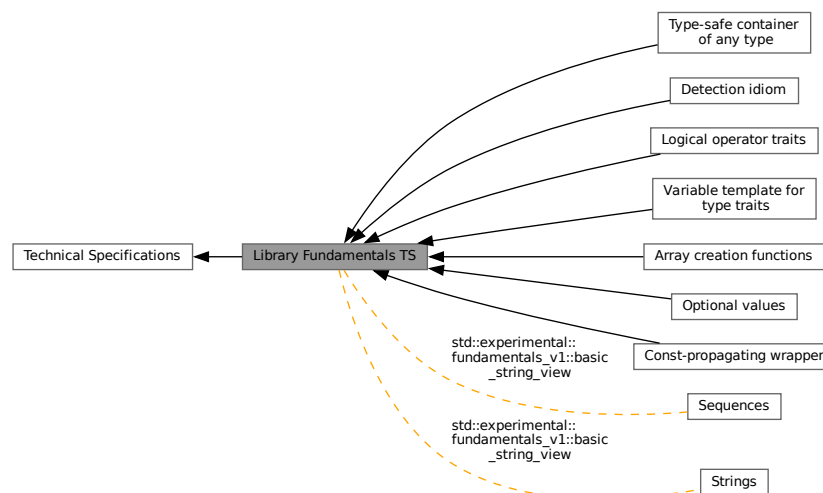 Type-safe container
of any type
Detection idiom
Logical operator traits
Variable template for
type traits
Technical Specifications
Library Fundamentals TS
Array creation functions
Optional values
std::experimental::
fundamentals_v1::basic
_string_view
Const-propagating wrapper
Sequences
std::experimental::
fundamentals_v1::basic
_string_view
Strings